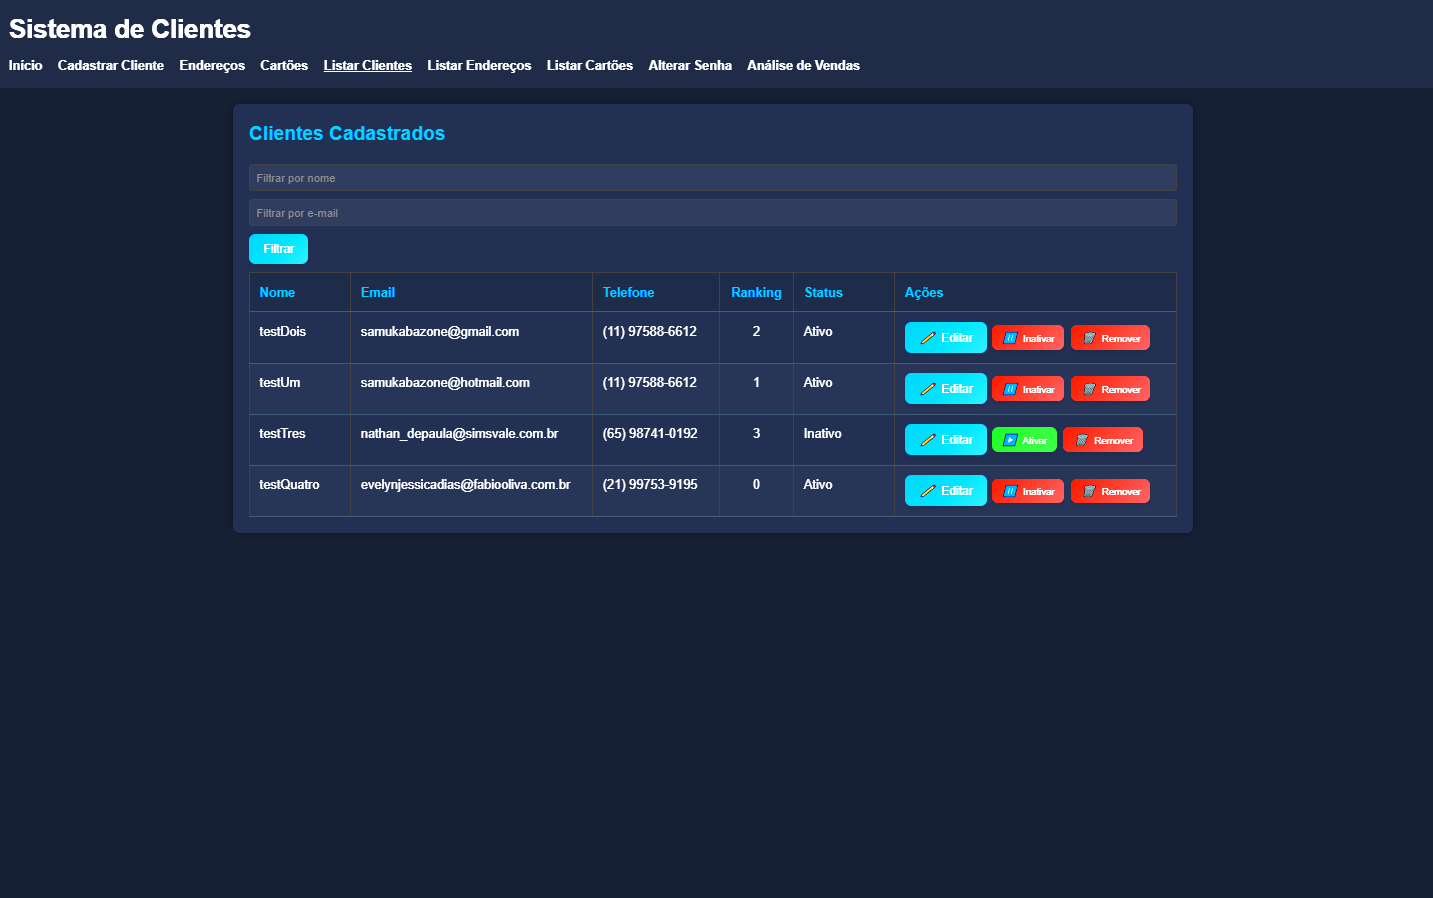 Sistema de Clientes
Início Cadastrar Cliente Endereços Cartões Listar Clientes Listar Endereços Listar Cartões Alterar Senha Análise de Vendas
Clientes Cadastrados
Filtrar por nome
Filtrar por e-mail
Filtrar
Nome Email Telefone Ranking Status Ações
testDois samukabazone@gmail.com (11) 97588-6612 2 Ativo Editar Inativar Remover
testUm samukabazone@hotmail.com (11) 97588-6612 1 Ativo Editar Inativar Remover
testTres nathan_depaula@simsvale.com.br (65) 98741-0192 3 Inativo Editar Ativar Remover
testQuatro evelynjessicadias@fabiooliva.com.br (21) 99753-9195 0 Ativo Editar Inativar Remover